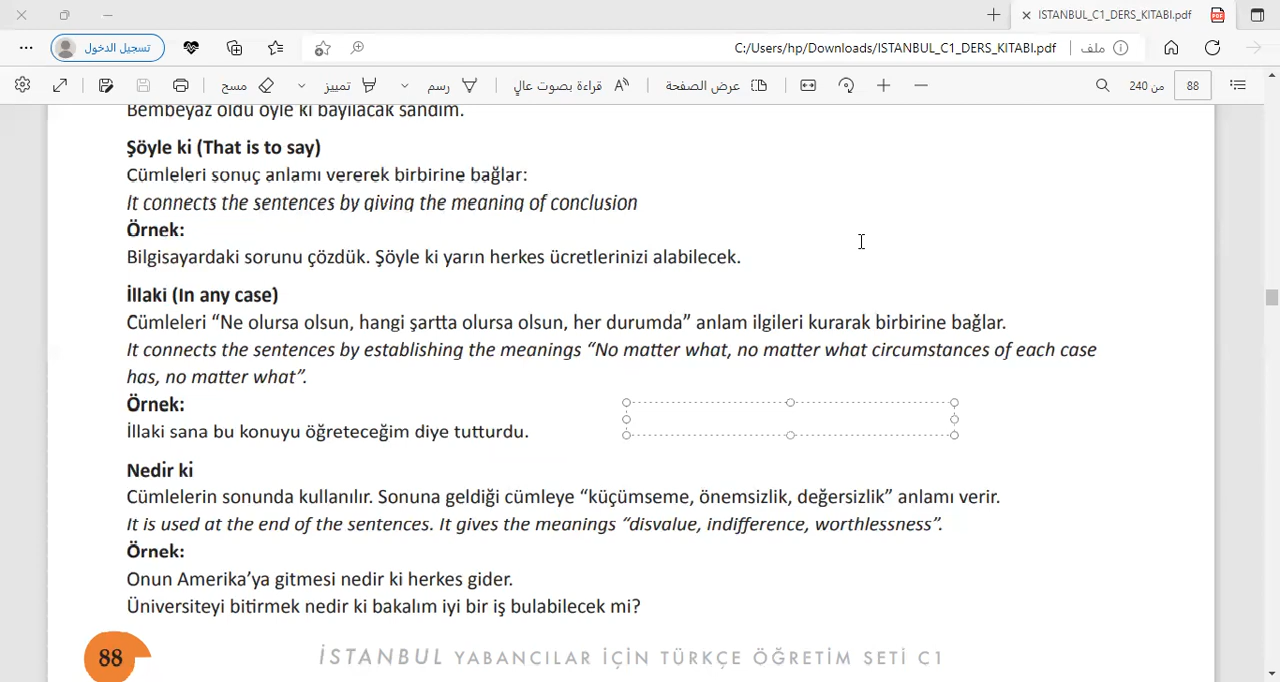 ISTANBUL_C1_DERS_KITABI.pdf
تسجيل الدخول
C:/Users/hp/Downloads/ISTANBUL_C1_DERS_KITABI.pdf
ملف
مسح
تمييز
رسم
قراءة بصوت عالٍ
عرض الصفحة
من 240
88
Bembeyaz oldu öyle ki bayılacak sandım.
Şöyle ki (That is to say)
Cümleleri sonuç anlamı vererek birbirine bağlar:
It connects the sentences by giving the meaning of conclusion
Örnek:
Bilgisayardaki sorunu çözdük. Şöyle ki yarın herkes ücretlerinizi alabilecek.
İllaki (In any case)
Cümleleri “Ne olursa olsun, hangi şartta olursa olsun, her durumda” anlam ilgileri kurarak birbirine bağlar.
It connects the sentences by establishing the meanings “No matter what, no matter what circumstances of each case
has, no matter what”.
Örnek:
İllaki sana bu konuyu öğreteceğim diye tutturdu.
Nedir ki
Cümlelerin sonunda kullanılır. Sonuna geldiği cümleye “küçümseme, önemsizlik, değersizlik” anlamı verir.
It is used at the end of the sentences. It gives the meanings “disvalue, indifference, worthlessness”.
Örnek:
Onun Amerika’ya gitmesi nedir ki herkes gider.
Üniversiteyi bitirmek nedir ki bakalım iyi bir iş bulabilecek mi?
88
İSTANBUL YABANCILAR İÇİN TÜRKÇE ÖĞRETİM SETİ C1